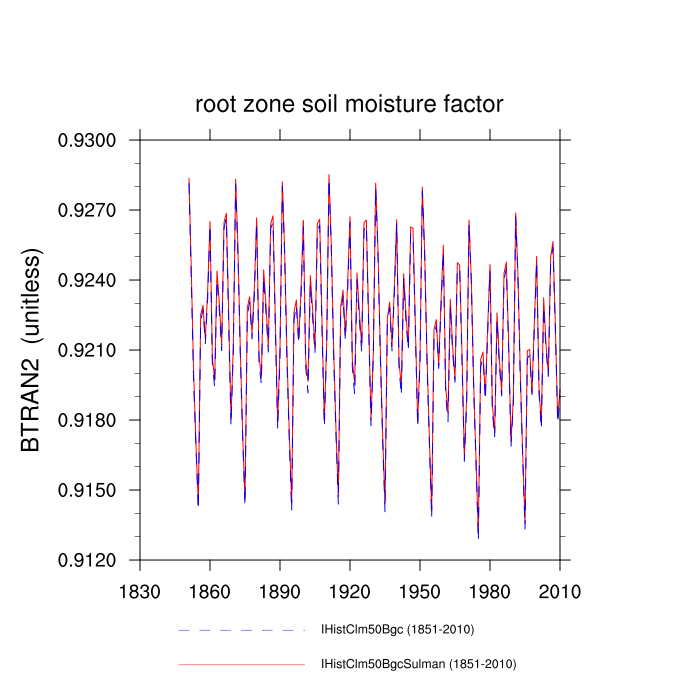 root zone soil moisture factor
BTRAN2 (unitless)
0.9300
0.9270
0.9240
0.9210
0.9180
0.9150
0.9120
1830 1860 1890 1920 1950 1980 2010
IHistClm50Bgc (1851-2010)
IHistClm50BgcSulman (1851-2010)